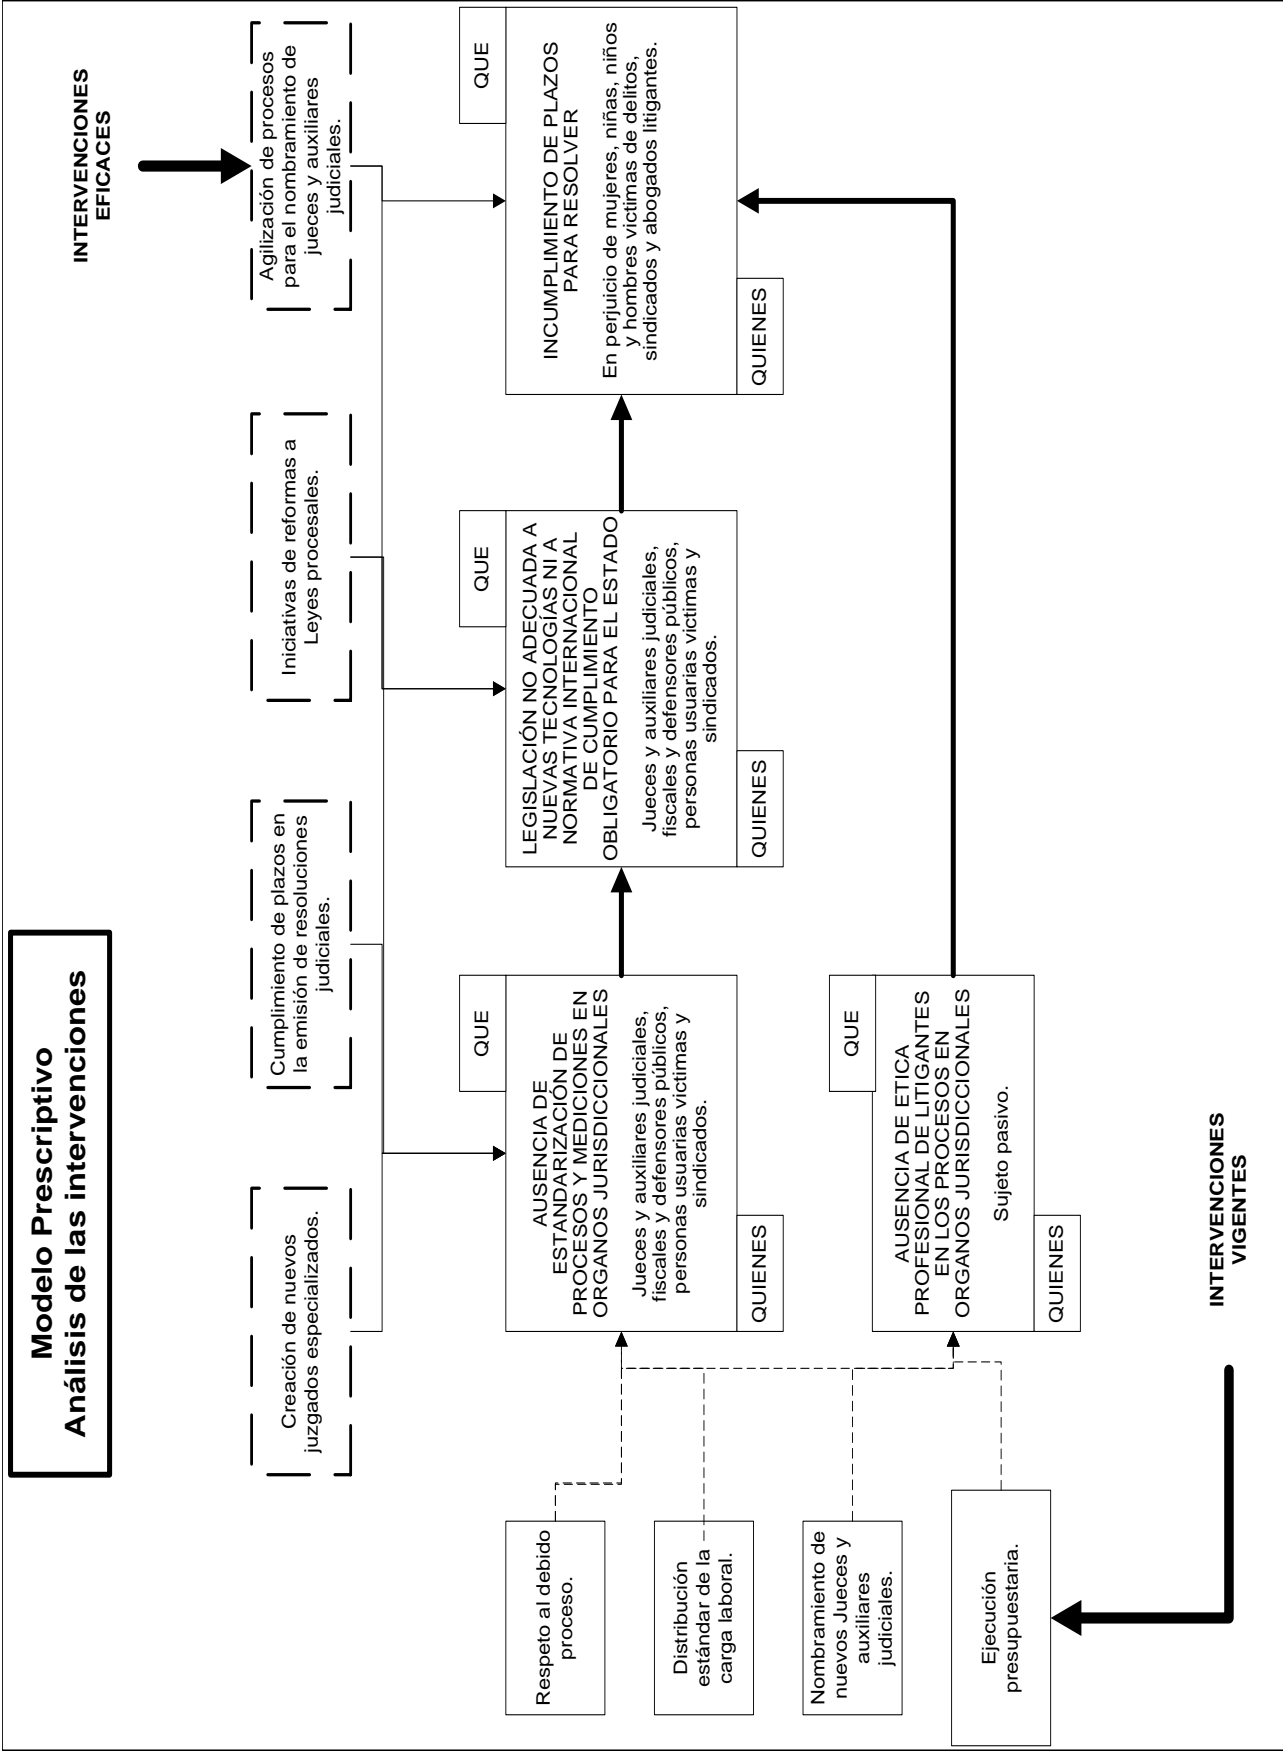 Modelo Prescriptivo
Análisis de las intervenciones
INTERVENCIONES
EFICACES
Creación de nuevos
juzgados especializados.
Cumplimiento de plazos en
la emisión de resoluciones
judiciales.
Iniciativas de reformas a
Leyes procesales.
Agilización de procesos
para el nombramiento de
jueces y auxiliares
judiciales.
QUE
AUSENCIA DE
ESTANDARIZACIÓN DE
PROCESOS Y MEDICIONES EN
ORGANOS JURISDICCIONALES
Jueces y auxiliares judiciales,
fiscales y defensores públicos,
personas usuarias victimas y
sindicados.
QUIENES
QUE
LEGISLACIÓN NO ADECUADA A
NUEVAS TECNOLOGÍAS NI A
NORMATIVA INTERNACIONAL
DE CUMPLIMIENTO
OBLIGATORIO PARA EL ESTADO
Jueces y auxiliares judiciales,
fiscales y defensores públicos,
personas usuarias victimas y
sindicados.
QUIENES
QUE
INCUMPLIMIENTO DE PLAZOS
PARA RESOLVER
En perjuicio de mujeres, niñas, niños
y hombres victimas de delitos,
sindicados y abogados litigantes.
QUIENES
Respeto al debido
proceso.
Distribución
estándar de la
carga laboral.
Nombramiento de
nuevos Jueces y
auxiliares
judiciales.
Ejecución
presupuestaria.
QUE
AUSENCIA DE ETICA
PROFESIONAL DE LITIGANTES
EN LOS PROCESOS EN
ORGANOS JURISDICCIONALES
Sujeto pasivo.
QUIENES
INTERVENCIONES
VIGENTES